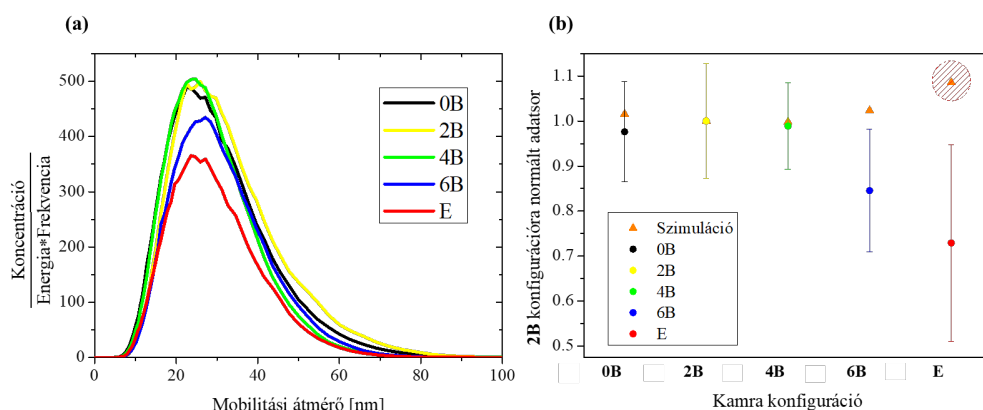 (a)
Koncentráció
Energia*Frekvencia
500
400
300
200
100
0
0B
2B
4B
6B
E
0
20
40
60
80
100
Mobilitási átmérő [nm]
(b)
2B konfigurációra normált adatsor
1.1
1.0
0.9
0.8
0.7
0.6
0.5
Szimuláció
0B
2B
4B
6B
E
0B
2B
4B
6B
E
Kamra konfiguráció